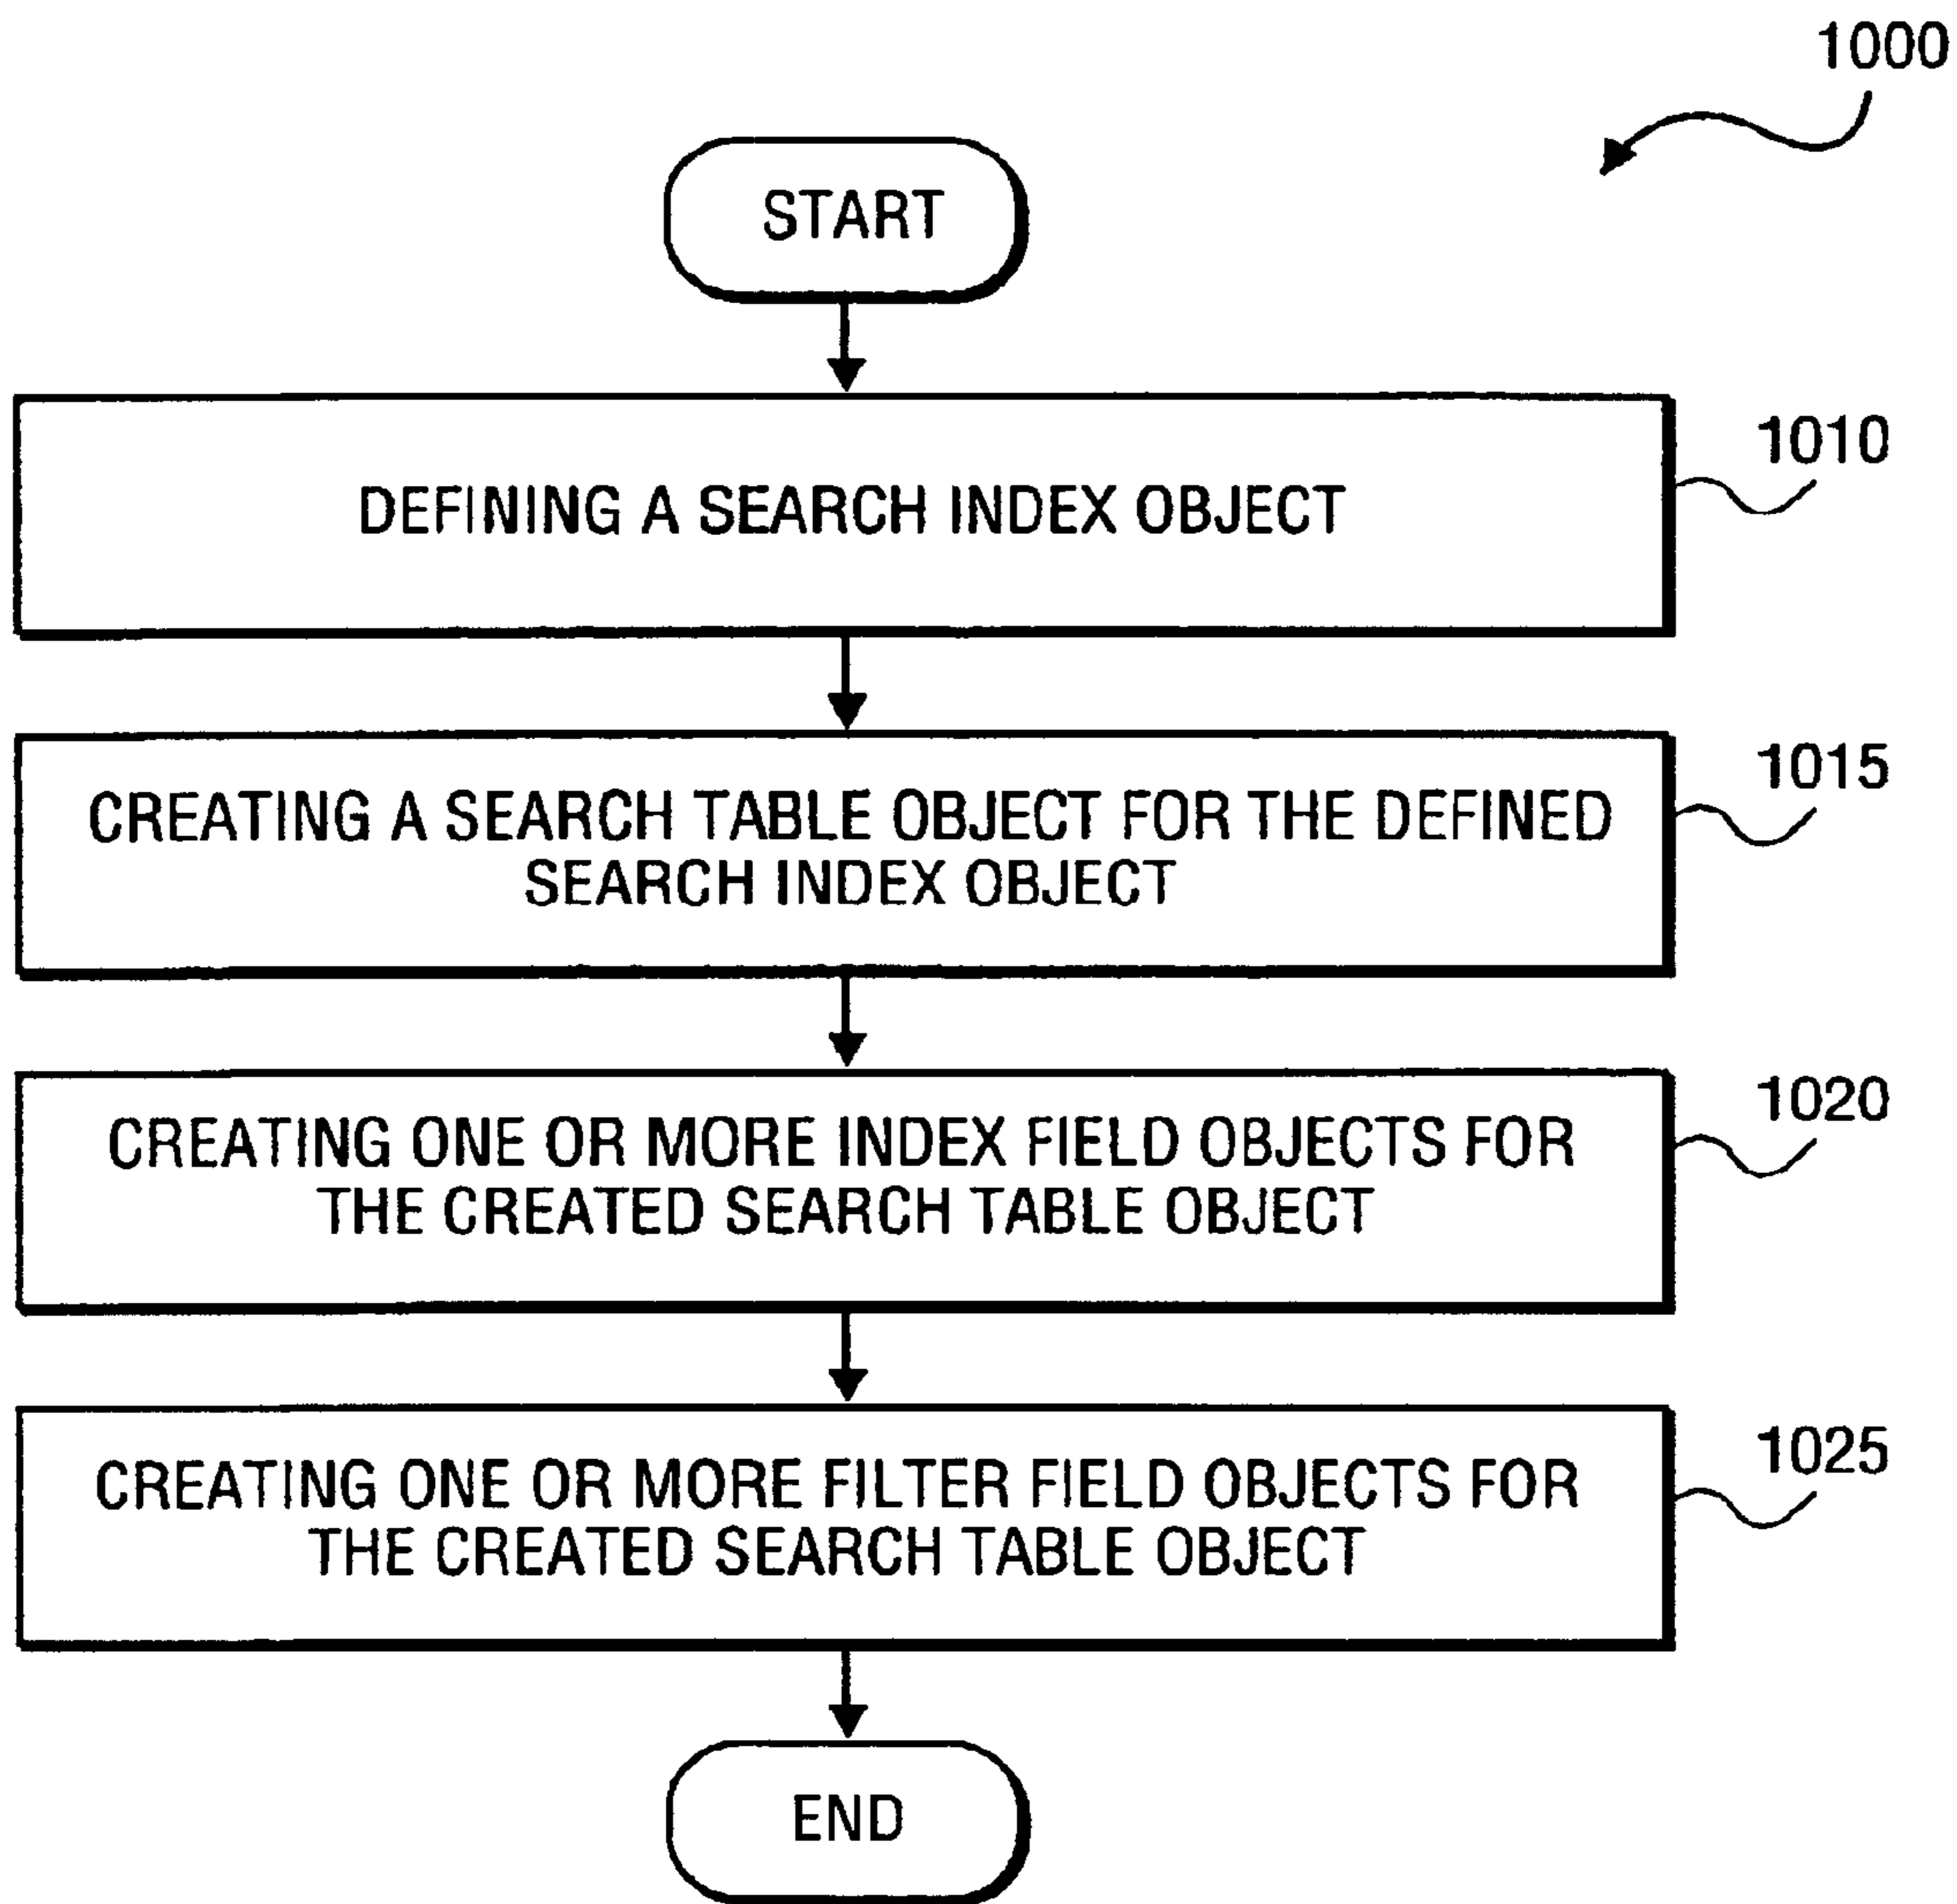 1000
START
DEFINING A SEARCH INDEX OBJECT
1010
CREATING A SEARCH TABLE OBJECT FOR THE DEFINED
SEARCH INDEX OBJECT
1015
CREATING ONE OR MORE INDEX FIELD OBJECTS FOR
THE CREATED SEARCH TABLE OBJECT
1020
CREATING ONE OR MORE FILTER FIELD OBJECTS FOR
THE CREATED SEARCH TABLE OBJECT
1025
END